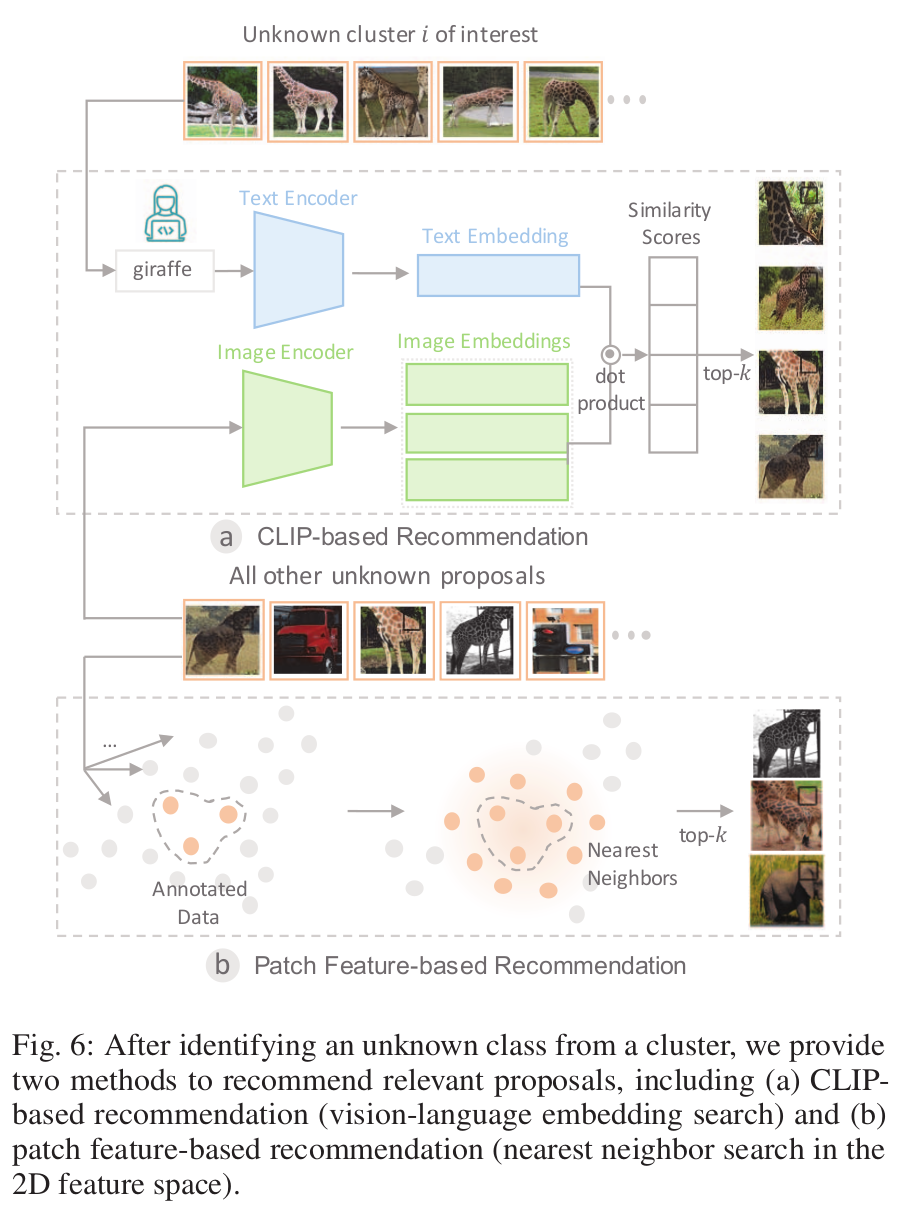 Unknown cluster i of interest
Text Encoder
Text Embedding
Similarity
Scores
giraffe
Image Encoder
Image Embeddings
dot
product
top-k
a CLIP-based Recommendation
All other unknown proposals
...
Annotated
Data
Nearest
Neighbors
top-k
b Patch Feature-based Recommendation
Fig. 6: After identifying an unknown class from a cluster, we provide
two methods to recommend relevant proposals, including (a) CLIP-
based recommendation (vision-language embedding search) and (b)
patch feature-based recommendation (nearest neighbor search in the
2D feature space).